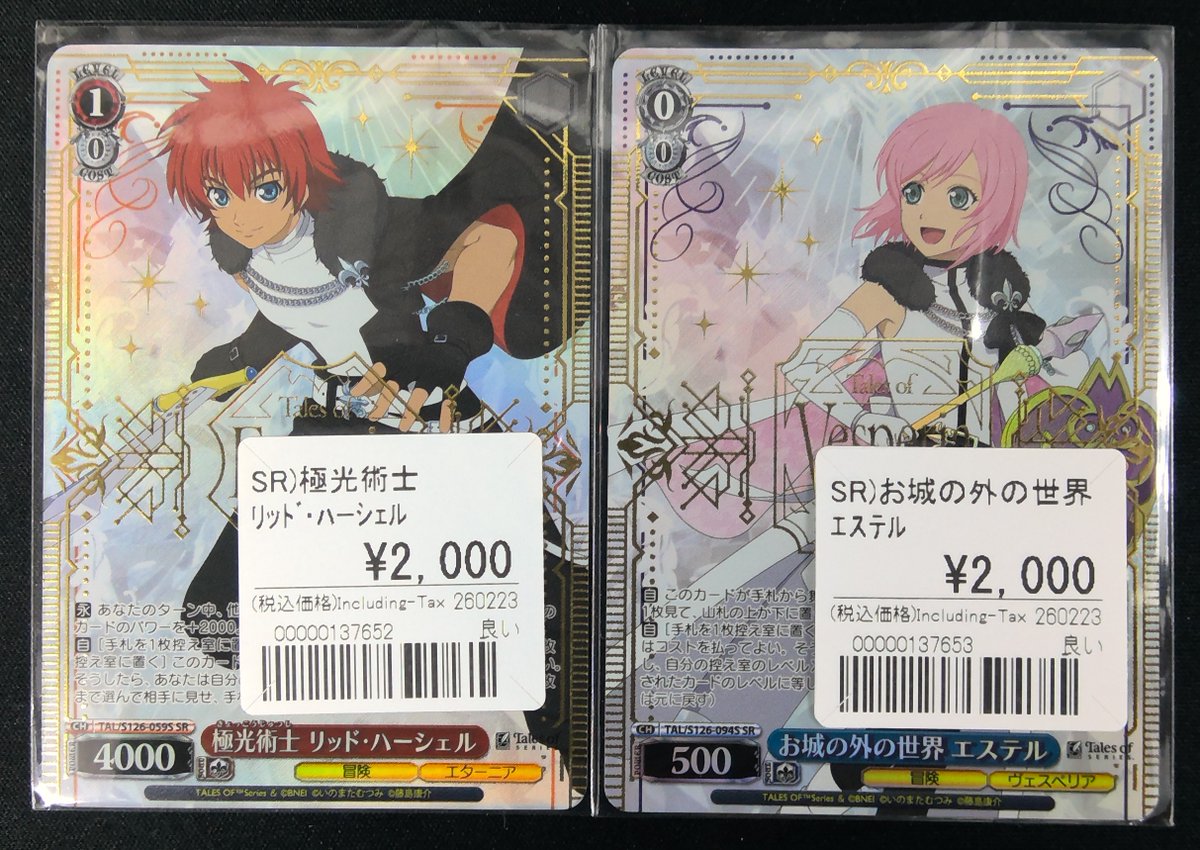 LEVEL
1
0
COST
Tales of
SR)極光術士
リッド・ハーシェル
¥2,000
(税込価格)Including-Tax 260223
00000137652 良い
永 あなたのターン中、他
カードのパワーを+2000。
自 [手札を1枚控え室に置
控え室に置く] このカード
そうしたら、あなたは自分
まで選んで相手に見せ、手
CH TAL/S126-059S SR
4000
極光術士 リッド・ハーシェル
Tales of
SERIES
冒険 エターニア
TALES OF™Series & ©BNEI ©いのまたむつみ ©藤島康介
LEVEL
0
0
COST
Tales of
SR)お城の外の世界
エステル
¥2,000
(税込価格)Including-Tax 260223
00000137653 良い
自 このカードが手札から
1枚見て、山札の上か下に置
自 [手札を1枚控え室に置く
はコストを払ってよい。そう
し、自分の控え室のレベル
されたカードのレベルに等し
は元に戻す)
CH TAL/S126-094S SR
500
お城の外の世界 エステル
Tales of
SERIES
冒険 ヴェスペリア
TALES OF™Series & ©BNEI ©いのまたむつみ ©藤島康介